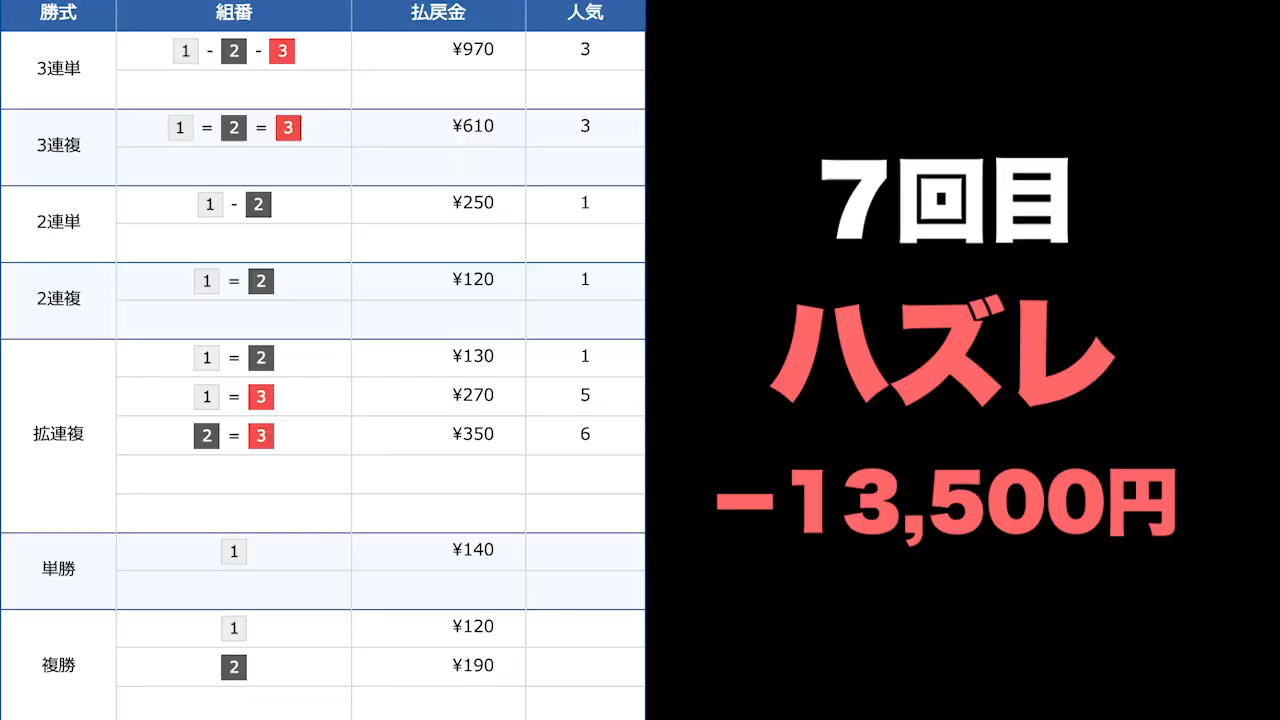 勝式 組番 払戻金 人気
3連単 1 - 2 - 3 ¥970 3
3連複 1 = 2 = 3 ¥610 3
2連単 1 - 2 ¥250 1
2連複 1 = 2 ¥120 1
拡連複 1 = 2 ¥130 1
1 = 3 ¥270 5
2 = 3 ¥350 6
単勝 1 ¥140
複勝 1 ¥120
2 ¥190
7回目
ハズレ
−13,500円